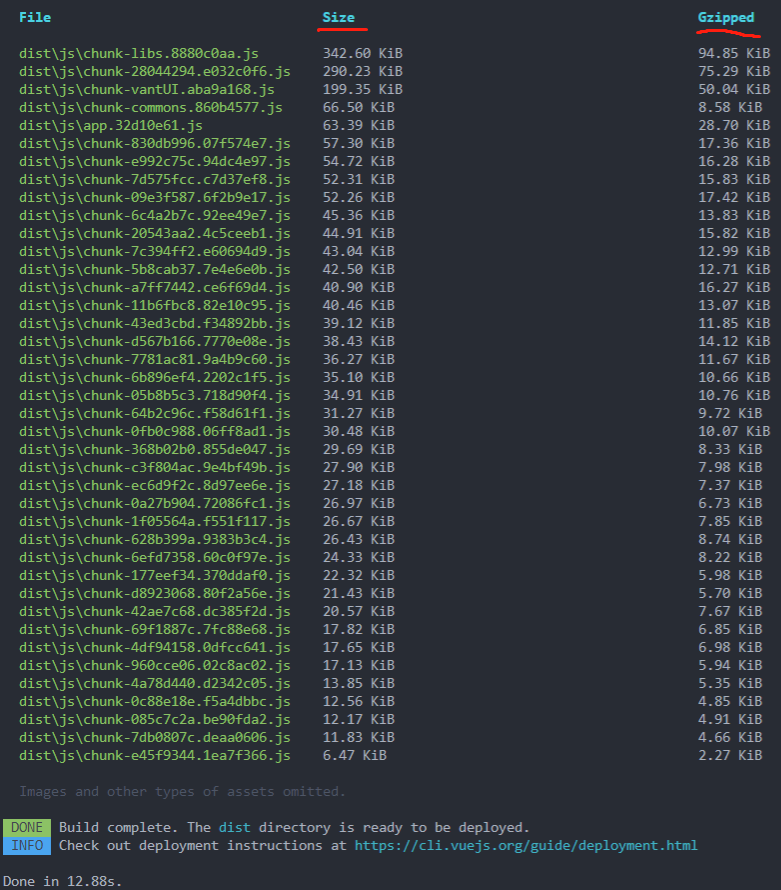 File Size Gzipped
dist\js\chunk-libs.8880c0aa.js 342.60 KiB 94.85 KiB
dist\js\chunk-28044294.e032c0f6.js 290.23 KiB 75.29 KiB
dist\js\chunk-vantUI.aba9a168.js 199.35 KiB 50.04 KiB
dist\js\chunk-commons.860b4577.js 66.50 KiB 8.58 KiB
dist\js\app.32d10e61.js 63.39 KiB 28.70 KiB
dist\js\chunk-830db996.07f574e7.js 57.30 KiB 17.36 KiB
dist\js\chunk-e992c75c.94dc4e97.js 54.72 KiB 16.28 KiB
dist\js\chunk-7d575fcc.c7d37ef8.js 52.31 KiB 15.83 KiB
dist\js\chunk-09e3f587.6f2b9e17.js 52.26 KiB 17.42 KiB
dist\js\chunk-6c4a2b7c.92ee49e7.js 45.36 KiB 13.83 KiB
dist\js\chunk-20543aa2.4c5ceeb1.js 44.91 KiB 15.82 KiB
dist\js\chunk-7c394ff2.e60694d9.js 43.04 KiB 12.99 KiB
dist\js\chunk-5b8cab37.7e4e6e0b.js 42.50 KiB 12.71 KiB
dist\js\chunk-a7ff7442.ce6f69d4.js 40.90 KiB 16.27 KiB
dist\js\chunk-11b6fbc8.82e10c95.js 40.46 KiB 13.07 KiB
dist\js\chunk-43ed3cbd.f34892bb.js 39.12 KiB 11.85 KiB
dist\js\chunk-d567b166.7770e08e.js 38.43 KiB 14.12 KiB
dist\js\chunk-7781ac81.9a4b9c60.js 36.27 KiB 11.67 KiB
dist\js\chunk-6b896ef4.2202c1f5.js 35.10 KiB 10.66 KiB
dist\js\chunk-05b8b5c3.718d90f4.js 34.91 KiB 10.76 KiB
dist\js\chunk-64b2c96c.f58d61f1.js 31.27 KiB 9.72 KiB
dist\js\chunk-0fb0c988.06ff8ad1.js 30.48 KiB 10.07 KiB
dist\js\chunk-368b02b0.855de047.js 29.69 KiB 8.33 KiB
dist\js\chunk-c3f804ac.9e4bf49b.js 27.90 KiB 7.98 KiB
dist\js\chunk-ec6d9f2c.8d97ee6e.js 27.18 KiB 7.37 KiB
dist\js\chunk-0a27b904.72086fc1.js 26.97 KiB 6.73 KiB
dist\js\chunk-1f05564a.f551f117.js 26.67 KiB 7.85 KiB
dist\js\chunk-628b399a.9383b3c4.js 26.43 KiB 8.74 KiB
dist\js\chunk-6efd7358.60c0f97e.js 24.33 KiB 8.22 KiB
dist\js\chunk-177eef34.370ddaf0.js 22.32 KiB 5.98 KiB
dist\js\chunk-d8923068.80f2a56e.js 21.43 KiB 5.70 KiB
dist\js\chunk-42ae7c68.dc385f2d.js 20.57 KiB 7.67 KiB
dist\js\chunk-69f1887c.7fc88e68.js 17.82 KiB 6.85 KiB
dist\js\chunk-4df94158.0dfcc641.js 17.65 KiB 6.98 KiB
dist\js\chunk-960cce06.02c8ac02.js 17.13 KiB 5.94 KiB
dist\js\chunk-4a78d440.d2342c05.js 13.85 KiB 5.35 KiB
dist\js\chunk-0c88e18e.f5a4dbbc.js 12.56 KiB 4.85 KiB
dist\js\chunk-085c7c2a.be90fda2.js 12.17 KiB 4.91 KiB
dist\js\chunk-7db0807c.deaa0606.js 11.83 KiB 4.66 KiB
dist\js\chunk-e45f9344.1ea7f366.js 6.47 KiB 2.27 KiB
Images and other types of assets omitted.
DONE Build complete. The dist directory is ready to be deployed.
INFO Check out deployment instructions at https://cli.vuejs.org/guide/deployment.html
Done in 12.88s.